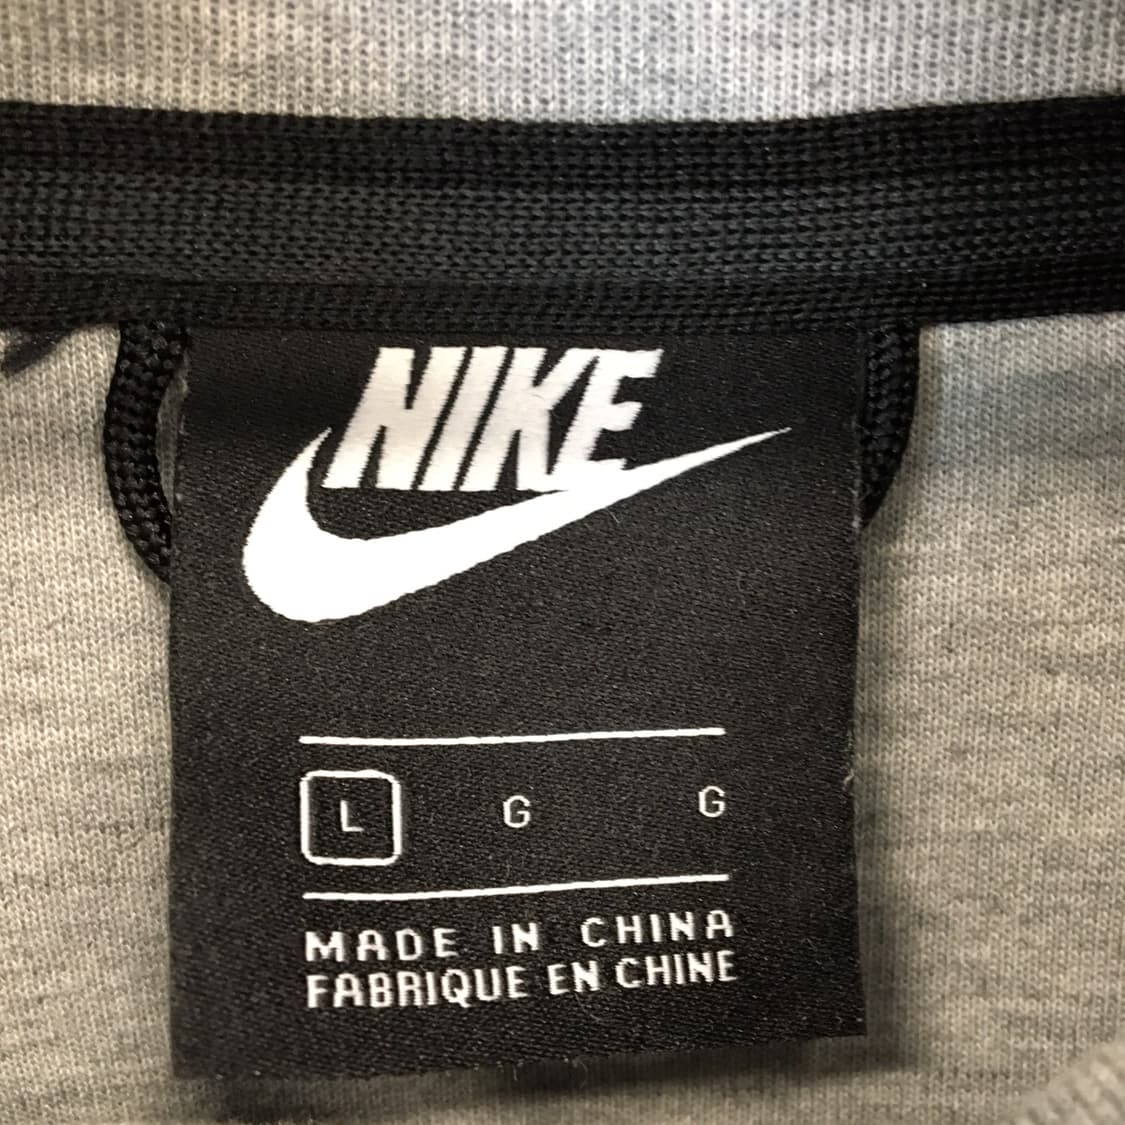 NIKE
L G G
MADE IN CHINA
FABRIQUE EN CHINE